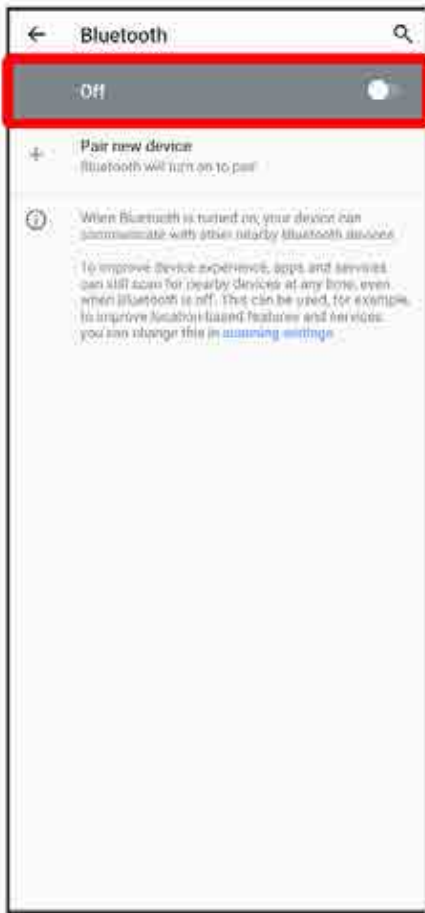 Bluetooth
Off
Pair new device
Bluetooth will turn on to pair
When Bluetooth is turned on, your device can
communicate with other nearby Bluetooth devices
To improve device experience, apps and services
can still scan for nearby devices at any time, even
when Bluetooth is off. This can be used, for example,
to improve location-based features and services.
you can change this in scanning settings